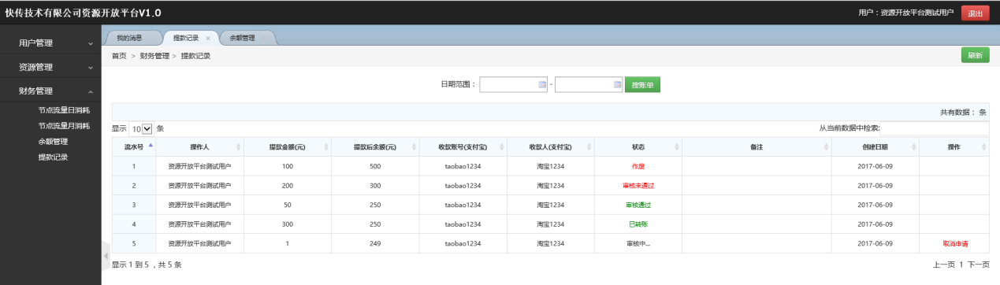 快传技术有限公司资源开放平台V1.0
用户：资源开放平台测试用户 退出
用户管理
资源管理
财务管理
节点流量日消耗
节点流量月消耗
余额管理
提款记录
我的消息 提款记录 × 余额管理 ×
首页 > 财务管理 > 提款记录 刷新
日期范围： - 搜账单
共有数据： 条
显示 10 条 从当前数据中检索:
流水号 操作人 提款金额(元) 提款后余额(元) 收款账号(支付宝) 收款人(支付宝) 状态 备注 创建日期 操作
1 资源开放平台测试用户 100 500 taobao1234 淘宝1234 作废 2017-06-09
2 资源开放平台测试用户 200 300 taobao1234 淘宝1234 审核未通过 2017-06-09
3 资源开放平台测试用户 50 250 taobao1234 淘宝1234 审核通过 2017-06-09
4 资源开放平台测试用户 300 250 taobao1234 淘宝1234 已转账 2017-06-09
5 资源开放平台测试用户 1 249 taobao1234 淘宝1234 审核中... 2017-06-09 取消申请
显示 1 到 5 ，共 5 条 上一页 1 下一页